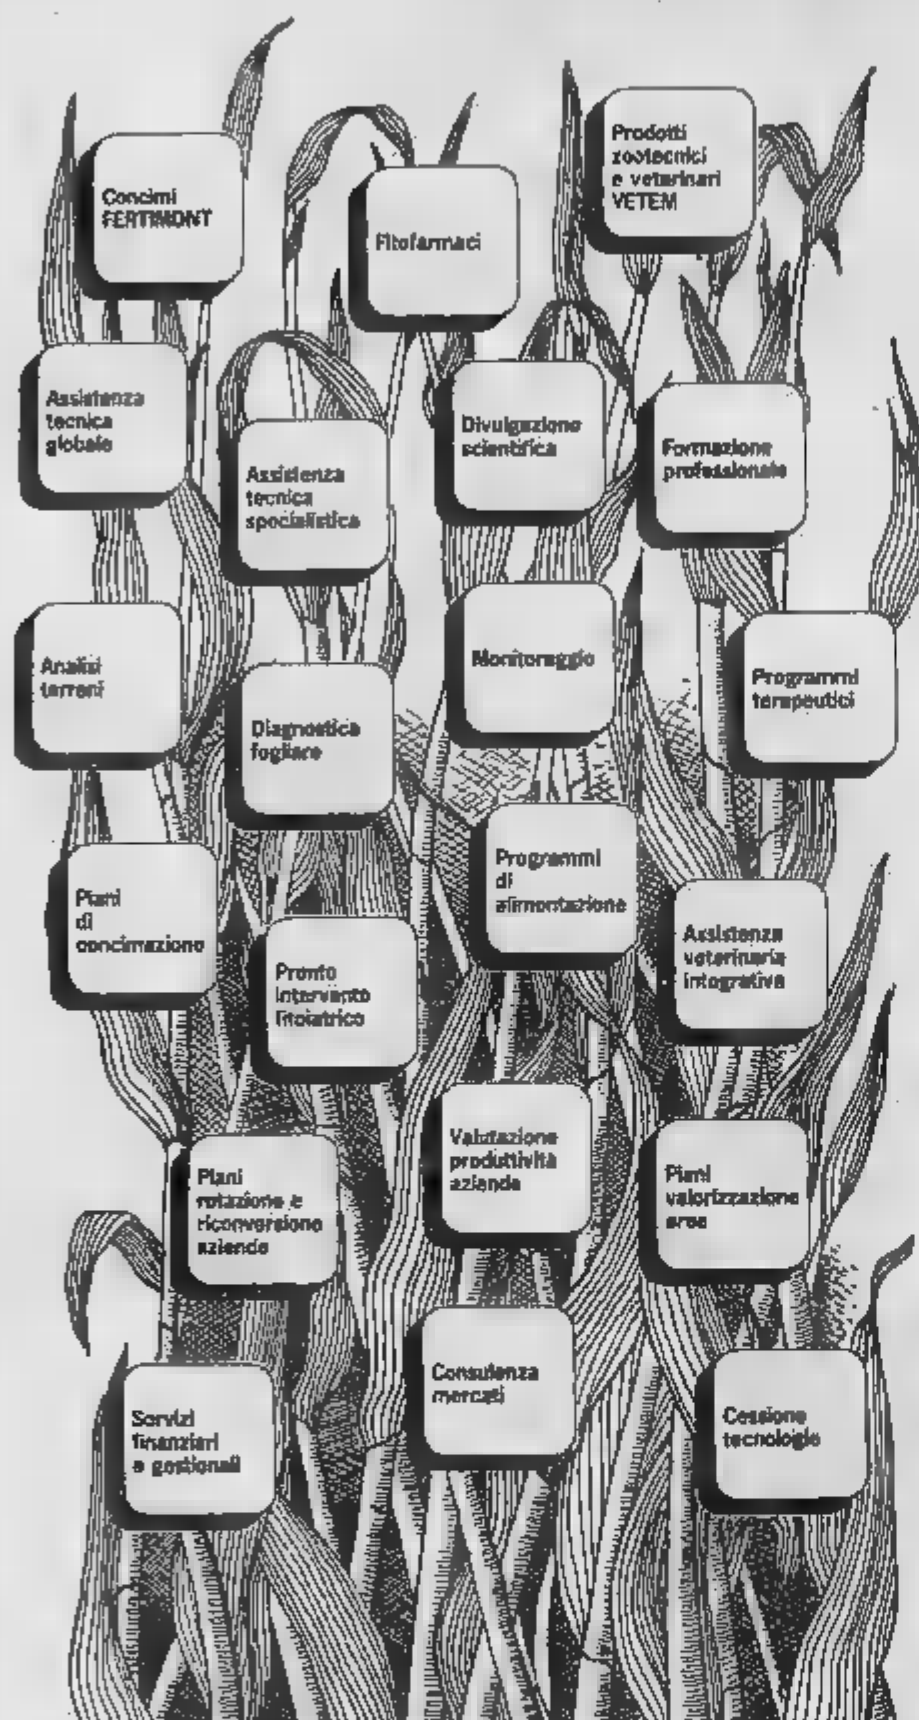 Concimi
FERTIMONT
Fitofarmaci
Prodotti
zootecnici
e veterinari
VETEM
Assistenza
tecnica
globale
Assistenza
tecnica
specialistica
Divulgazione
scientifica
Formazione
professionale
Analisi
terreni
Diagnostica
fogliare
Monitoraggio
Programmi
terapeutici
Piani
di
concimazione
Pronto
intervento
fitoiatrico
Programmi
di
alimentazione
Assistenza
veterinaria
integrativa
Piani
rotazione e
riconversione
aziende
Valutazione
produttività
aziende
Piani
valorizzazione
aree
Servizi
finanziari
e gestionali
Consulenza
mercati
Cessione
tecnologie